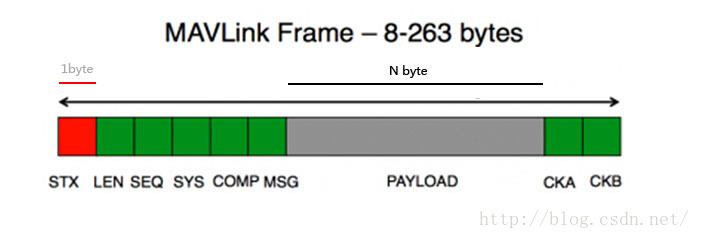 MAVLink Frame – 8-263 bytes
1byte
N byte
STX LEN SEQ SYS COMP MSG PAYLOAD CKA CKB
http://blog.csdn.net/